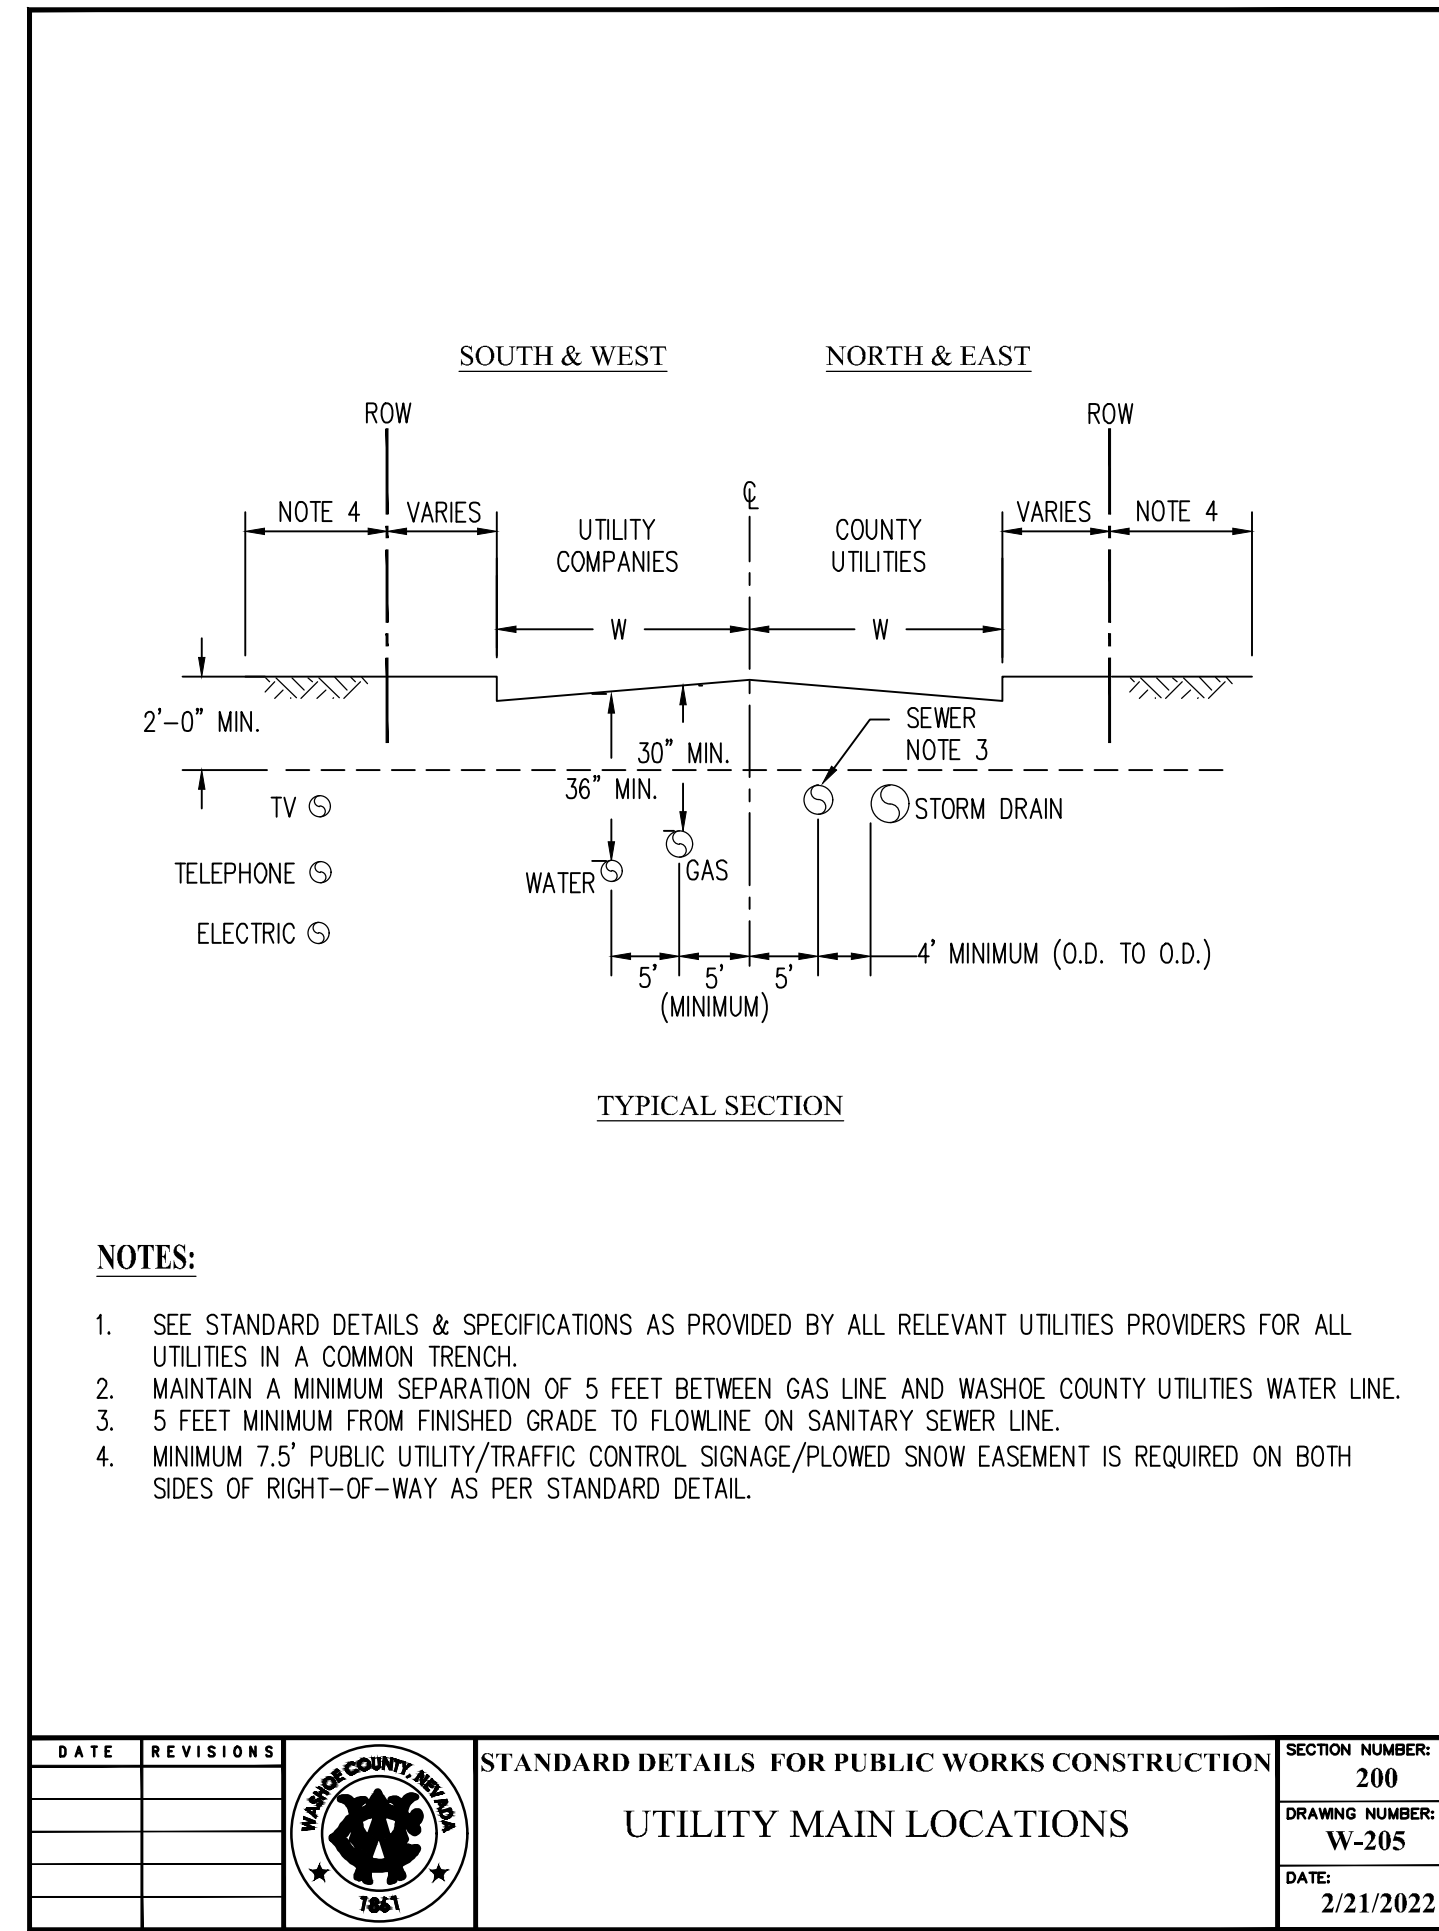 SOUTH & WEST
NORTH & EAST
ROW
ROW
NOTE 4
VARIES
℄
VARIES
NOTE 4
UTILITY
COMPANIES
COUNTY
UTILITIES
W
W
2'-0" MIN.
30" MIN.
36" MIN.
SEWER
NOTE 3
TV
STORM DRAIN
TELEPHONE
WATER
GAS
ELECTRIC
4' MINIMUM (O.D. TO O.D.)
5' 5' 5'
(MINIMUM)
TYPICAL SECTION
NOTES:
1. SEE STANDARD DETAILS & SPECIFICATIONS AS PROVIDED BY ALL RELEVANT UTILITIES PROVIDERS FOR ALL
UTILITIES IN A COMMON TRENCH.
2. MAINTAIN A MINIMUM SEPARATION OF 5 FEET BETWEEN GAS LINE AND WASHOE COUNTY UTILITIES WATER LINE.
3. 5 FEET MINIMUM FROM FINISHED GRADE TO FLOWLINE ON SANITARY SEWER LINE.
4. MINIMUM 7.5' PUBLIC UTILITY/TRAFFIC CONTROL SIGNAGE/PLOWED SNOW EASEMENT IS REQUIRED ON BOTH
SIDES OF RIGHT-OF-WAY AS PER STANDARD DETAIL.
DATE REVISIONS
WASHOE COUNTY, NEVADA
1861
STANDARD DETAILS FOR PUBLIC WORKS CONSTRUCTION
UTILITY MAIN LOCATIONS
SECTION NUMBER:
200
DRAWING NUMBER:
W-205
DATE:
2/21/2022